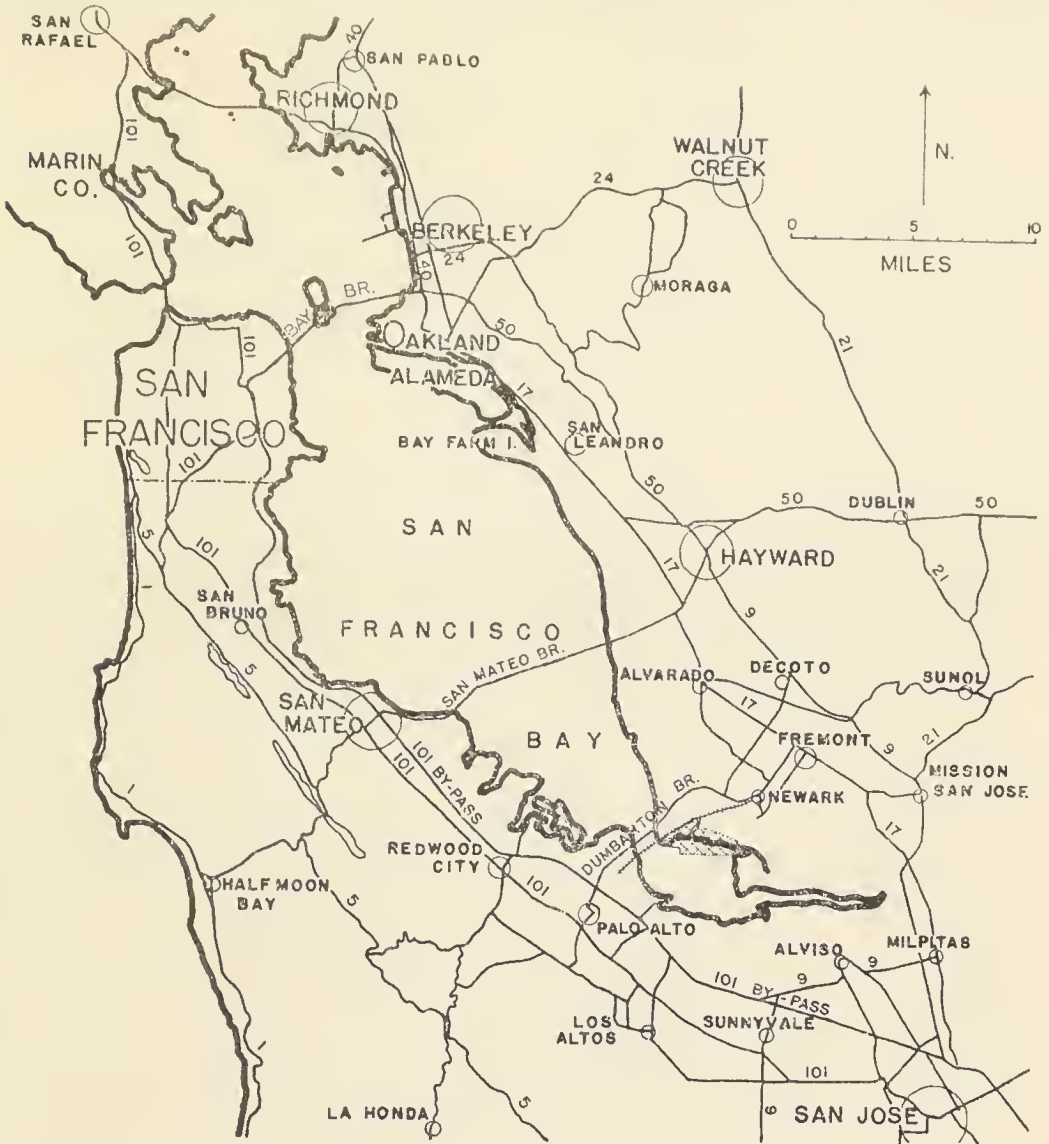 SAN
RAFAEL
40
SAN PABLO
RICHMOND
101
MARIN
CO.
101
WALNUT
CREEK
24
N.
0 5 10
MILES
BERKELEY
24
40
MORAGA
BAY BR.
101
50
21
OAKLAND
ALAMEDA
17
SAN
FRANCISCO
101
BAY FARM I.
SAN
LEANDRO
50
50
DUBLIN
50
SAN
FRANCISCO
BAY
5
101
1
17
HAYWARD
21
SAN
BRUNO
9
5
SAN MATEO BR.
ALVARADO
DECOTO
SUNOL
SAN
MATEO
17
FREMONT
9
21
101 BY-PASS
101
MISSION
SAN JOSE
NEWARK
1
DUMBARTON BR.
17
REDWOOD
CITY
101
HALF MOON
BAY
5
PALO ALTO
ALVISO
MILPITAS
9
9
101 BY-PASS
LOS
ALTOS
SUNNYVALE
1
101
5
9
LA HONDA
SAN JOSE